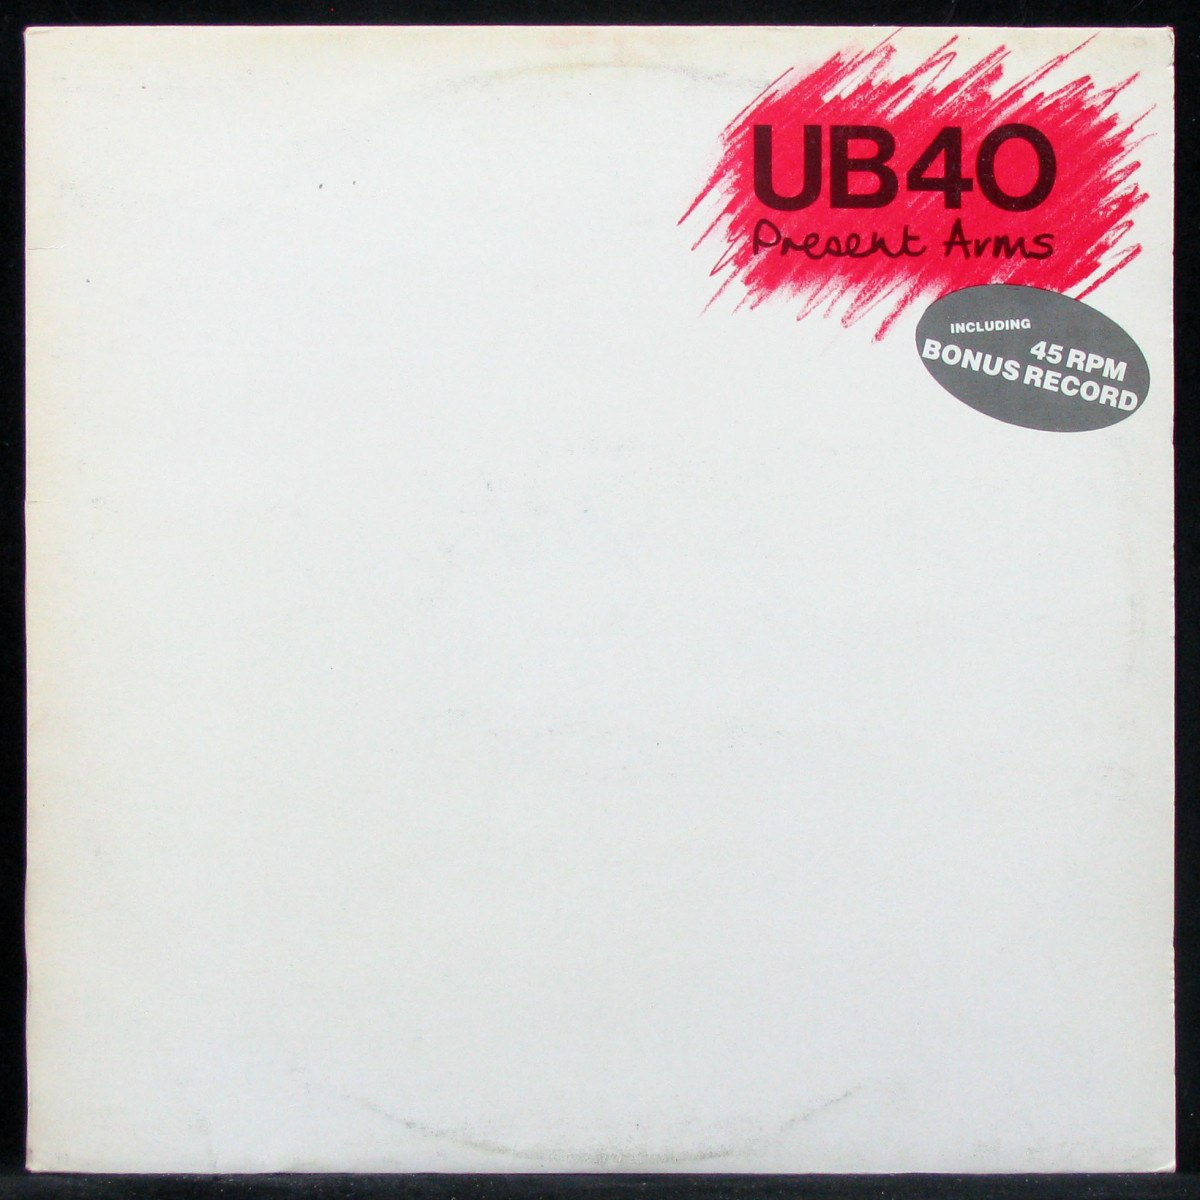 UB40
Present Arms
INCLUDING
45 RPM
BONUS RECORD